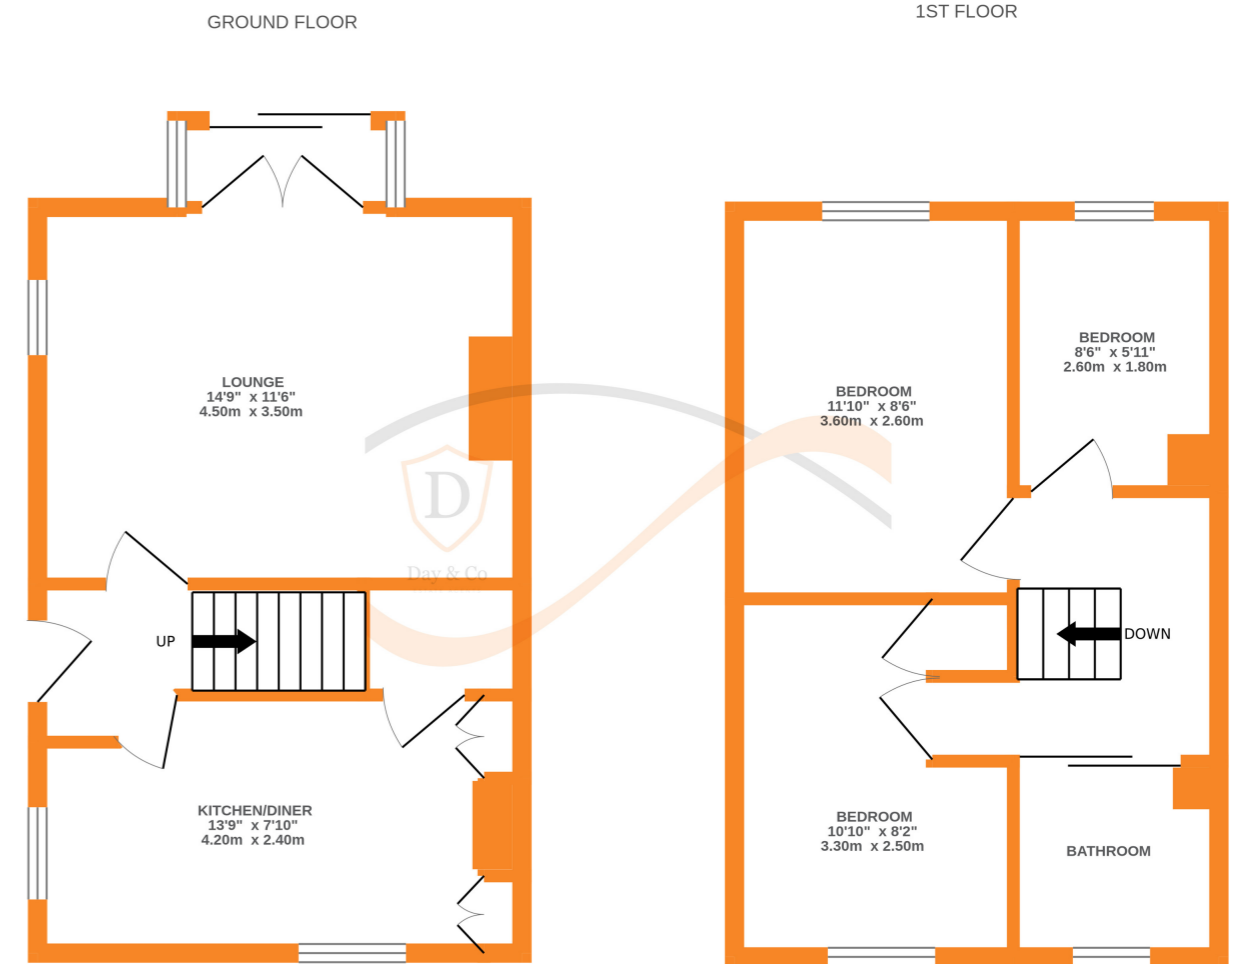 GROUND FLOOR
1ST FLOOR
LOUNGE
14'9" x 11'6"
4.50m x 3.50m
BEDROOM
11'10" x 8'6"
3.60m x 2.60m
BEDROOM
8'6" x 5'11"
2.60m x 1.80m
D
Day & Co
UP
DOWN
KITCHEN/DINER
13'9" x 7'10"
4.20m x 2.40m
BEDROOM
10'10" x 8'2"
3.30m x 2.50m
BATHROOM